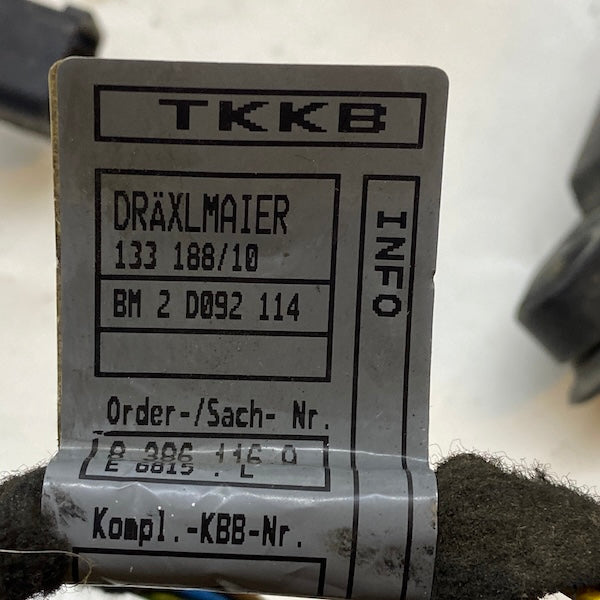 TKKB
DRÄXLMAIER
133 188/10
BM 2 D092 114
INFO
Order-/Sach- Nr.
Kompl.-KBB-Nr.